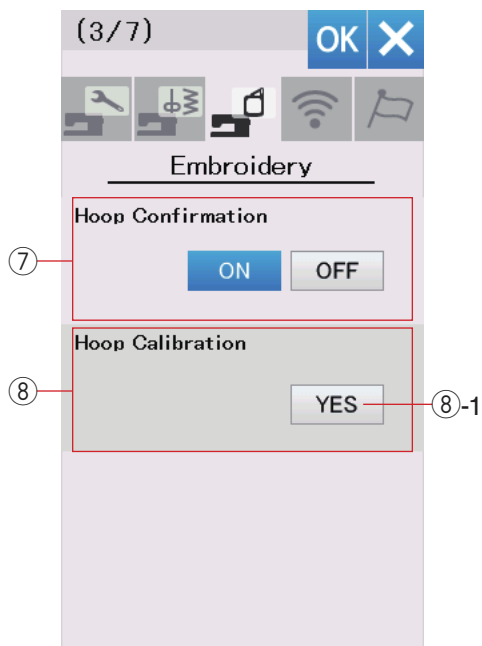 (3/7)
OK
Embroidery
Hoop Confirmation
⑦
ON OFF
Hoop Calibration
⑧
YES
⑧-1